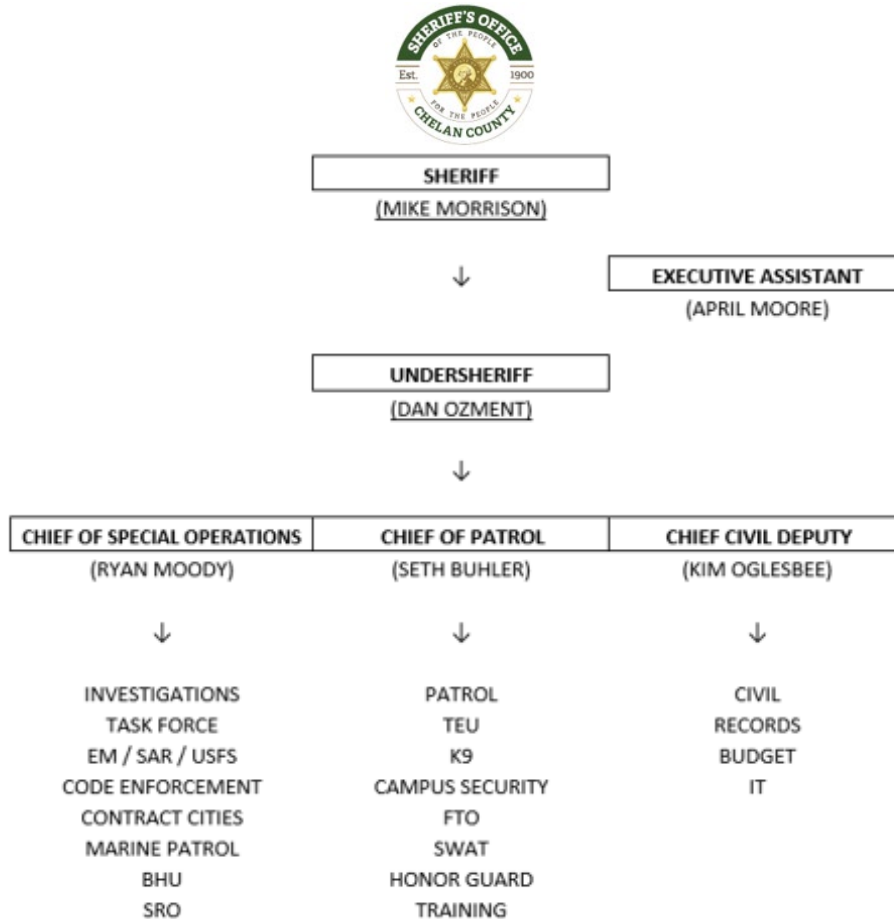 SHERIFF'S OFFICE
OF THE PEOPLE
Est. 1900
FOR THE PEOPLE
CHELAN COUNTY
SHERIFF
(MIKE MORRISON)
↓
EXECUTIVE ASSISTANT
(APRIL MOORE)
UNDERSHERIFF
(DAN OZMENT)
↓
CHIEF OF SPECIAL OPERATIONS CHIEF OF PATROL CHIEF CIVIL DEPUTY
(RYAN MOODY) (SETH BUHLER) (KIM OGLESBEE)
↓ ↓ ↓
INVESTIGATIONS PATROL CIVIL
TASK FORCE TEU RECORDS
EM / SAR / USFS K9 BUDGET
CODE ENFORCEMENT CAMPUS SECURITY IT
CONTRACT CITIES FTO
MARINE PATROL SWAT
BHU HONOR GUARD
SRO TRAINING